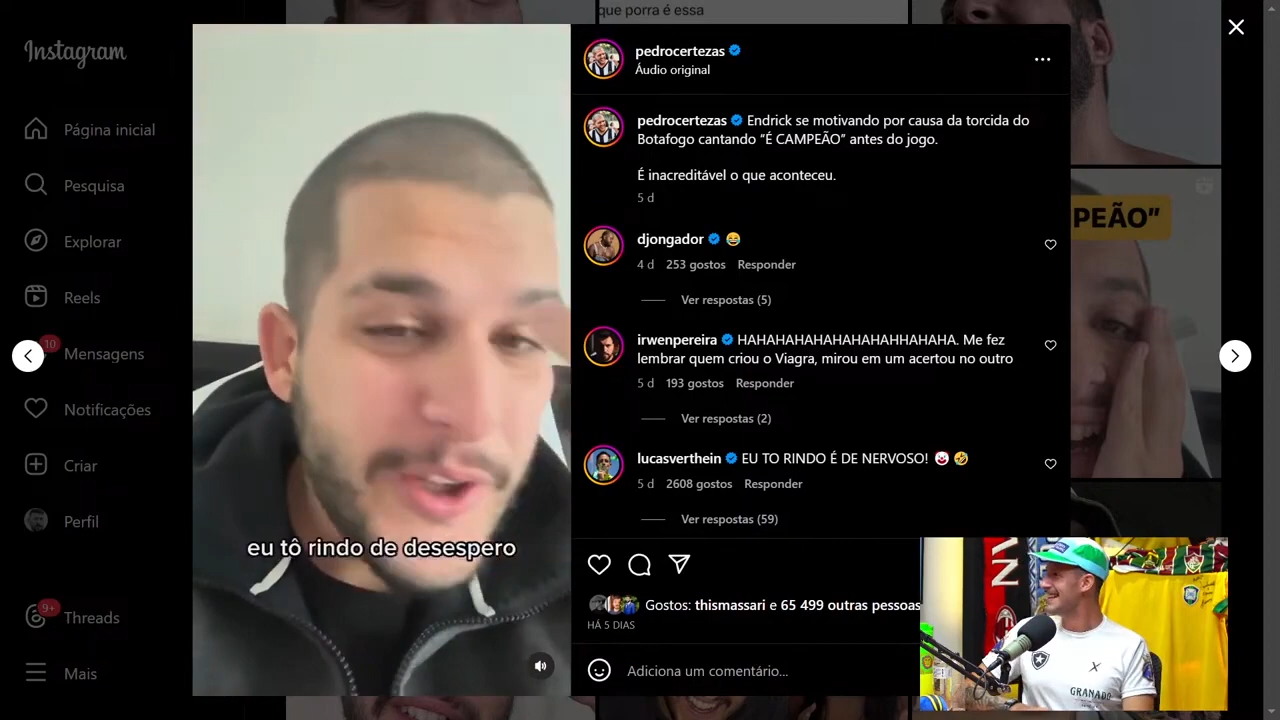 que porra é essa
Instagram
Página inicial
Pesquisa
Explorar
Reels
10
Mensagens
Notificações
Criar
Perfil
9+
Threads
Mais
eu tô rindo de desespero
pedrocertezas
Áudio original
pedrocertezas Endrick se motivando por causa da torcida do
Botafogo cantando “É CAMPEÃO” antes do jogo.
É inacreditável o que aconteceu.
5 d
djongador 😂
4 d 253 gostos Responder
Ver respostas (5)
irwenpereira HAHAHAHAHAHAHAHAHHAHAHA. Me fez
lembrar quem criou o Viagra, mirou em um acertou no outro
5 d 193 gostos Responder
Ver respostas (2)
lucasverthein EU TO RINDO É DE NERVOSO! 🤡 🤣
5 d 2608 gostos Responder
Ver respostas (59)
Gostos: thismassari e 65 499 outras pessoas
HÁ 5 DIAS
Adiciona um comentário...
PEÃO”
GRANADO